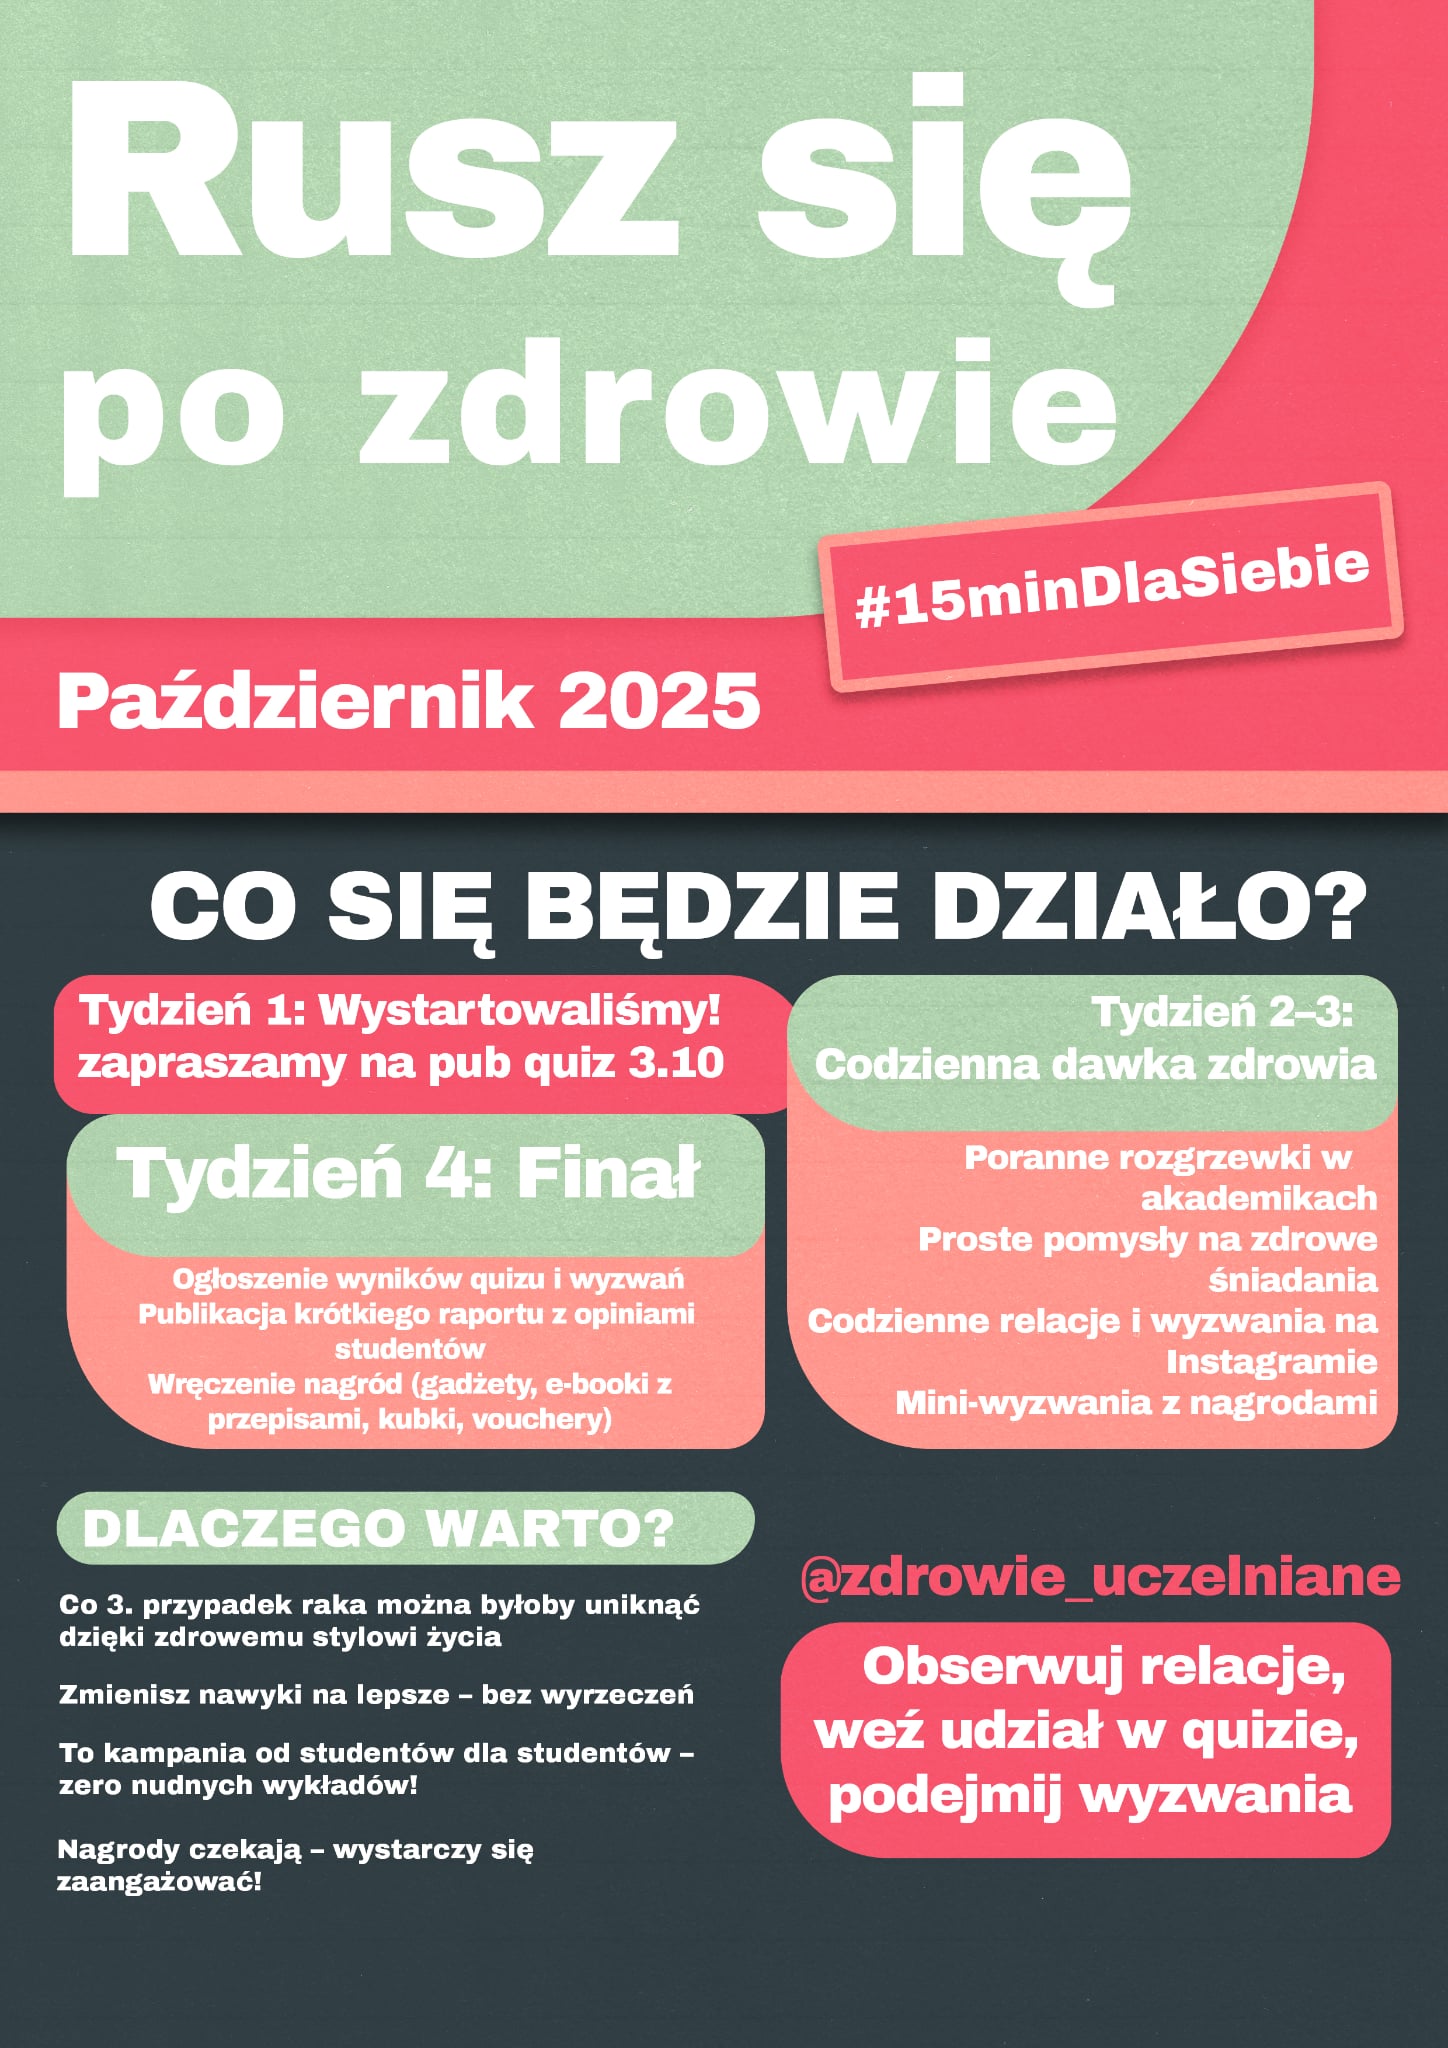 Rusz się
po zdrowie
#15minDlaSiebie
Październik 2025
CO SIĘ BĘDZIE DZIAŁO?
Tydzień 1: Wystartowaliśmy!
zapraszamy na pub quiz 3.10
Tydzień 2–3:
Codzienna dawka zdrowia
Poranne rozgrzewki w
akademikach
Proste pomysły na zdrowe
śniadania
Codzienne relacje i wyzwania na
Instagramie
Mini-wyzwania z nagrodami
Tydzień 4: Finał
Ogłoszenie wyników quizu i wyzwań
Publikacja krótkiego raportu z opiniami
studentów
Wręczenie nagród (gadżety, e-booki z
przepisami, kubki, vouchery)
DLACZEGO WARTO?
Co 3. przypadek raka można byłoby uniknąć
dzięki zdrowemu stylowi życia
Zmienisz nawyki na lepsze – bez wyrzeczeń
To kampania od studentów dla studentów –
zero nudnych wykładów!
Nagrody czekają – wystarczy się
zaangażować!
@zdrowie_uczelniane
Obserwuj relacje,
weź udział w quizie,
podejmij wyzwania